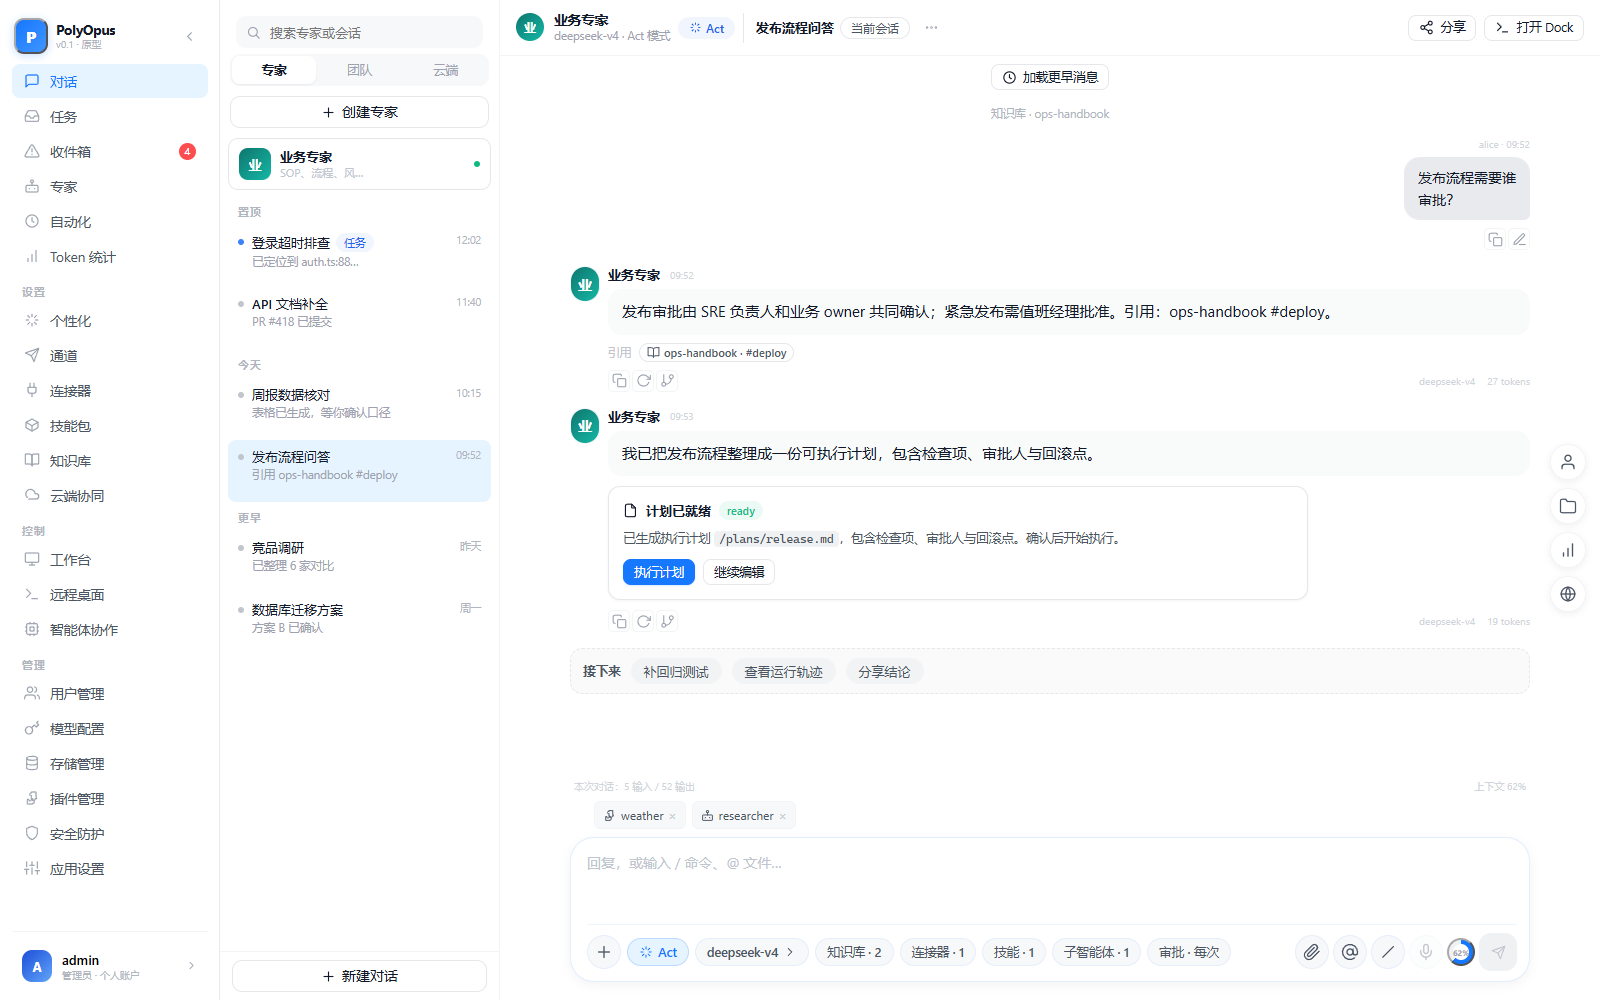 P
PolyOpus
v0.1 · 原型
对话
任务
收件箱
4
专家
自动化
Token 统计
设置
个性化
通道
连接器
技能包
知识库
云端协同
控制
工作台
远程桌面
智能体协作
管理
用户管理
模型配置
存储管理
插件管理
安全防护
应用设置
A
admin
管理员 · 个人账户
搜索专家或会话
专家
团队
云端
创建专家
业务专家
SOP、流程、风...
置顶
登录超时排查
任务
12:02
已定位到 auth.ts:88...
API 文档补全
11:40
PR #418 已提交
今天
周报数据核对
10:15
表格已生成，等你确认口径
发布流程问答
09:52
引用 ops-handbook #deploy
更早
竞品调研
昨天
已整理 6 家对比
数据库迁移方案
周一
方案 B 已确认
新建对话
业务专家
deepseek-v4 · Act 模式
Act
发布流程问答
当前会话
分享
打开 Dock
加载更早消息
知识库 · ops-handbook
alice · 09:52
发布流程需要谁
审批？
业务专家
09:52
发布审批由 SRE 负责人和业务 owner 共同确认；紧急发布需值班经理批准。引用：ops-handbook #deploy。
引用
ops-handbook · #deploy
deepseek-v4
27 tokens
业务专家
09:53
我已把发布流程整理成一份可执行计划，包含检查项、审批人与回滚点。
计划已就绪
ready
已生成执行计划 /plans/release.md，包含检查项、审批人与回滚点。确认后开始执行。
执行计划
继续编辑
deepseek-v4
19 tokens
接下来
补回归测试
查看运行轨迹
分享结论
本次对话：5 输入 / 52 输出
上下文 62%
weather ×
researcher ×
回复，或输入 / 命令、@ 文件...
Act
deepseek-v4
知识库 · 2
连接器 · 1
技能 · 1
子智能体 · 1
审批 · 每次
62%